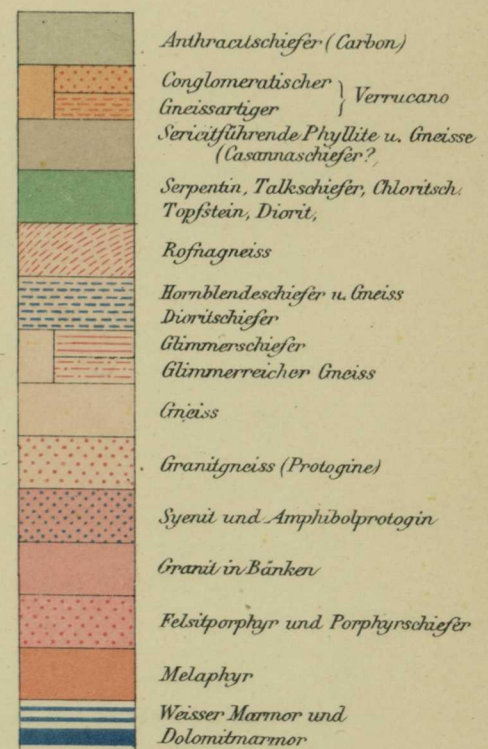 Anthracitschiefer (Carbon)
Conglomeratischer
Gneissartiger } Verrucano
Sericitführende Phyllite u. Gneisse
(Casannaschiefer?
Serpentin, Talkschiefer, Chloritsch.
Topfstein, Diorit,
Rofnagneiss
Hornblendeschiefer u. Gneiss
Dioritschiefer
Glimmerschiefer
Glimmerreicher Gneiss
Gneiss
Granitgneiss (Protogine)
Syenit und Amphibolprotogin
Granit in Bänken
Felsitporphyr und Porphyrschiefer
Melaphyr
Weisser Marmor und
Dolomitmarmor